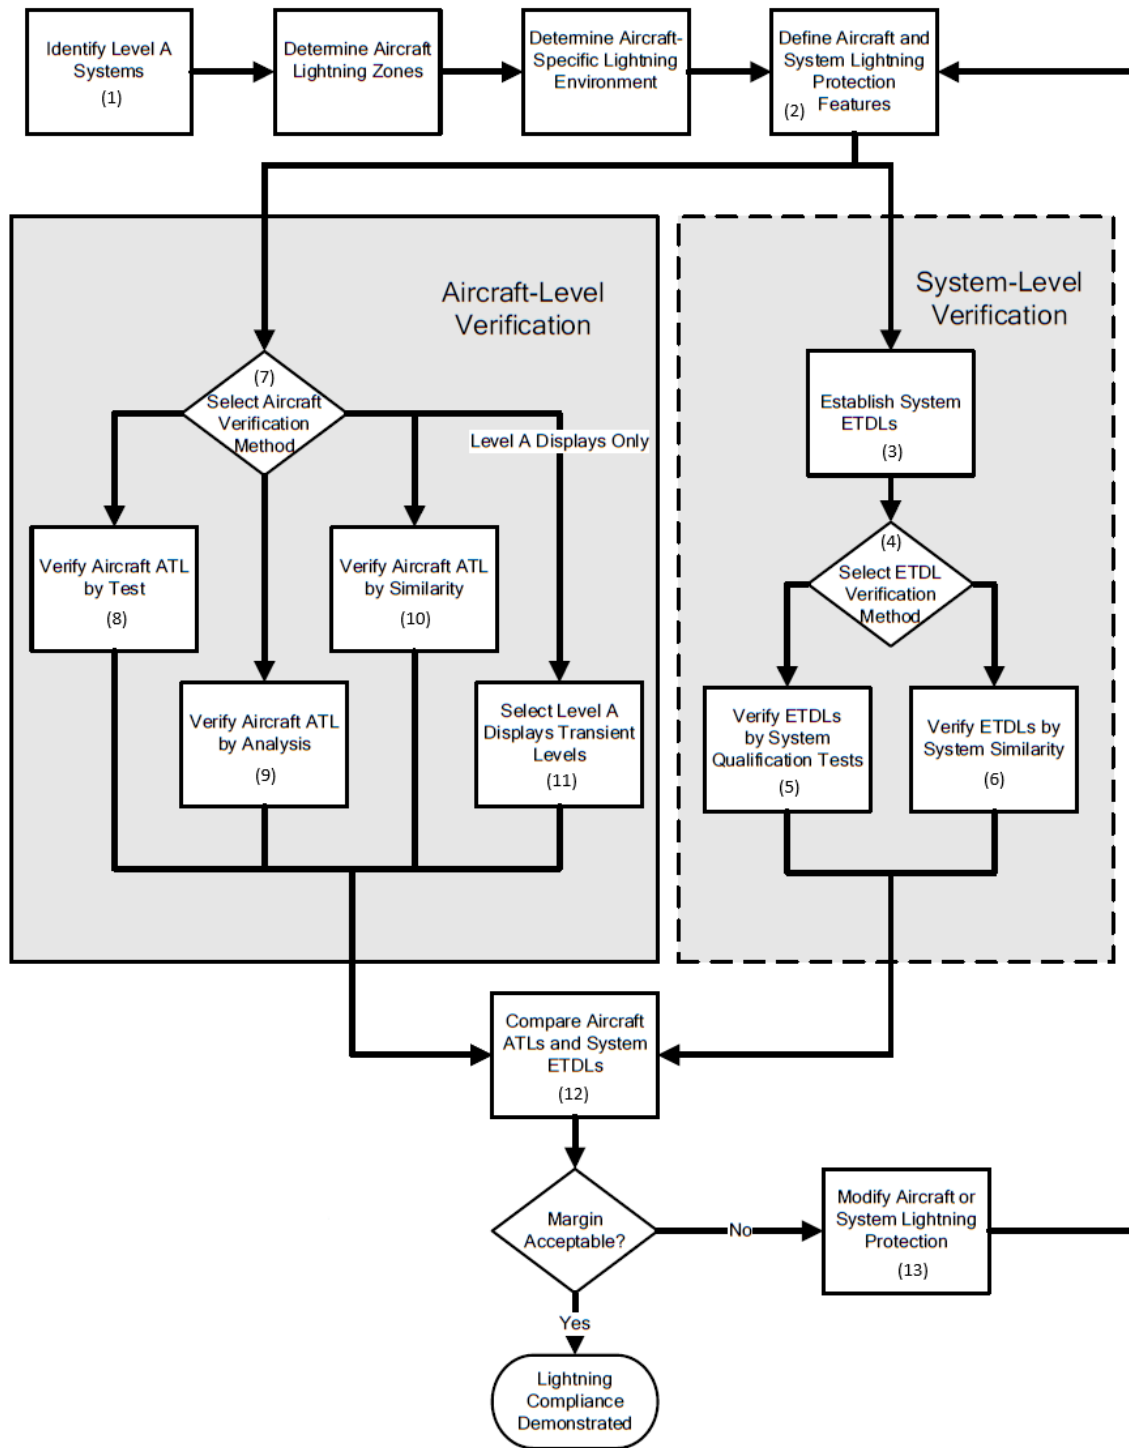 Identify Level A
Systems
(1)
Determine Aircraft
Lightning Zones
Determine Aircraft-
Specific Lightning
Environment
Define Aircraft and
System Lightning
Protection
Features
(2)
Aircraft-Level
Verification
System-Level
Verification
(7)
Select Aircraft
Verification
Method
Level A Displays Only
Verify Aircraft ATL
by Test
(8)
Verify Aircraft ATL
by Similarity
(10)
Verify Aircraft ATL
by Analysis
(9)
Select Level A
Displays Transient
Levels
(11)
Establish System
ETDLs
(3)
(4)
Select ETDL
Verification
Method
Verify ETDLs
by System
Qualification Tests
(5)
Verify ETDLs by
System Similarity
(6)
Compare Aircraft
ATLs and System
ETDLs
(12)
Margin
Acceptable?
No
Modify Aircraft or
System Lightning
Protection
(13)
Yes
Lightning
Compliance
Demonstrated